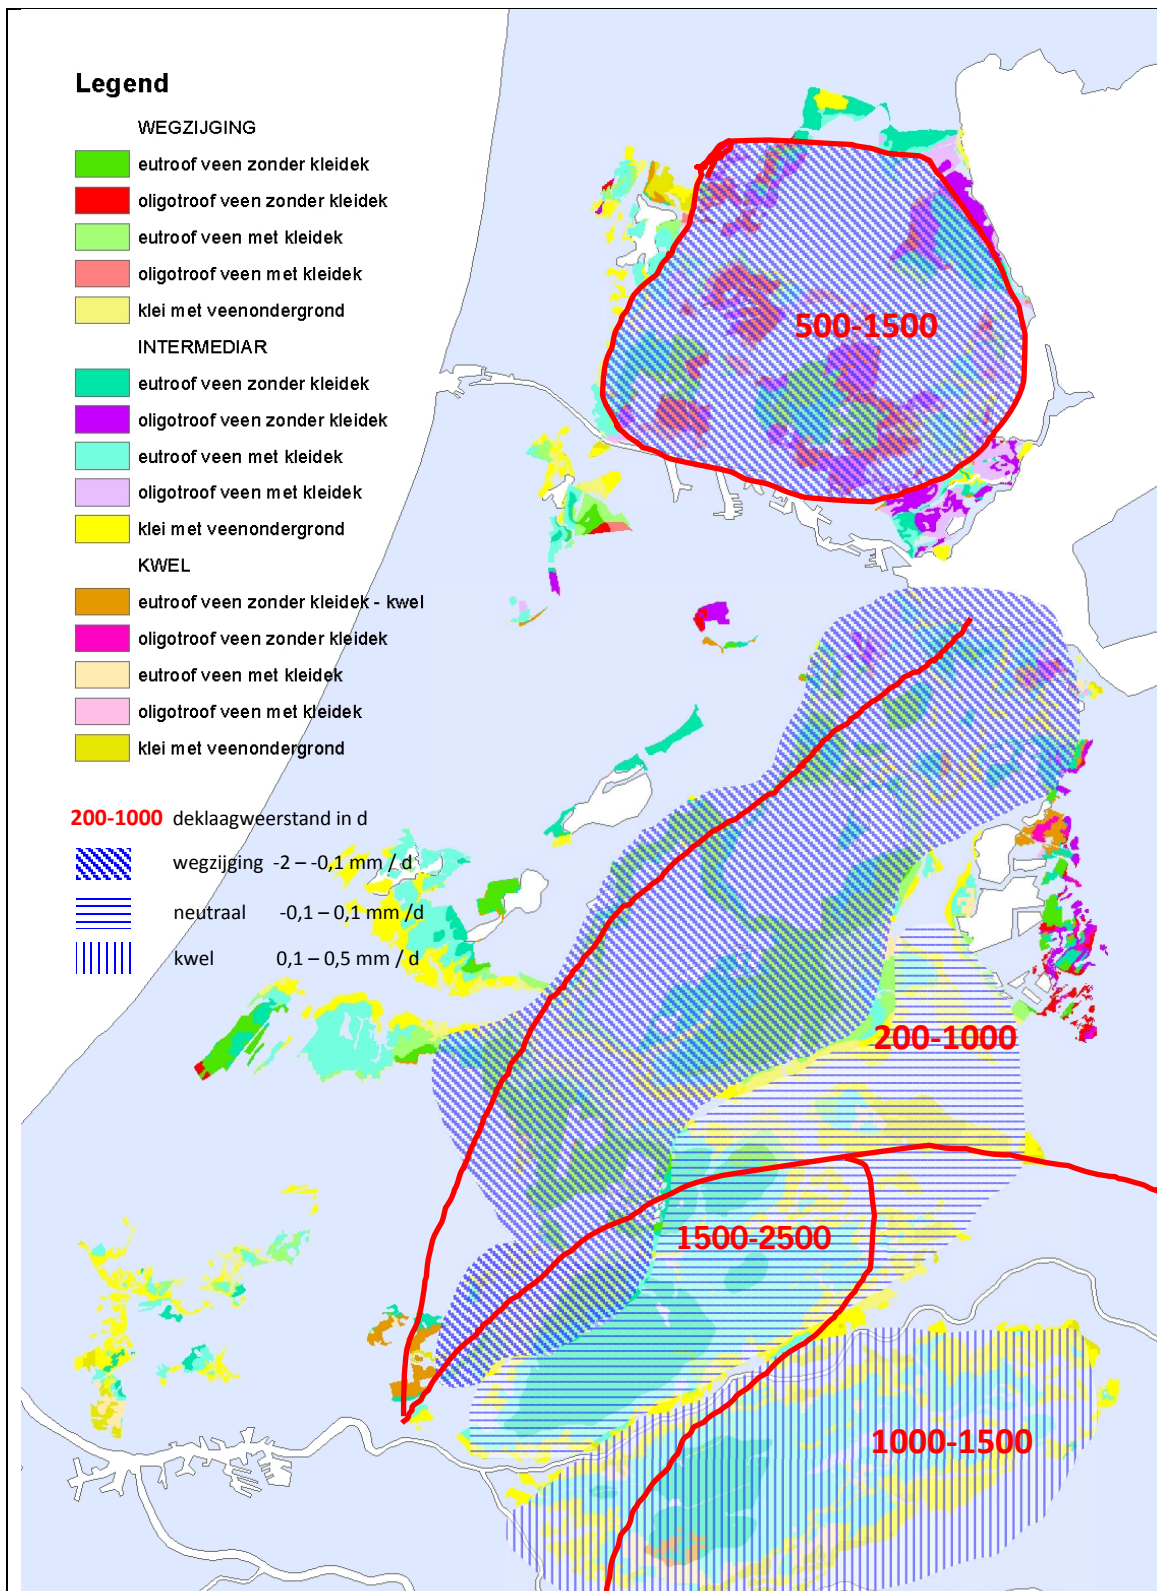 Legend
WEGZIJGING
eutroof veen zonder kleidek
oligotroof veen zonder kleidek
eutroof veen met kleidek
oligotroof veen met kleidek
klei met veenondergrond
INTERMEDIAR
eutroof veen zonder kleidek
oligotroof veen zonder kleidek
eutroof veen met kleidek
oligotroof veen met kleidek
klei met veenondergrond
KWEL
eutroof veen zonder kleidek - kwel
oligotroof veen zonder kleidek
eutroof veen met kleidek
oligotroof veen met kleidek
klei met veenondergrond
200-1000 deklaagweerstand in d
wegzijging -2 – -0,1 mm / d
neutraal -0,1 – 0,1 mm /d
kwel 0,1 – 0,5 mm / d
500-1500
200-1000
1500-2500
1000-1500